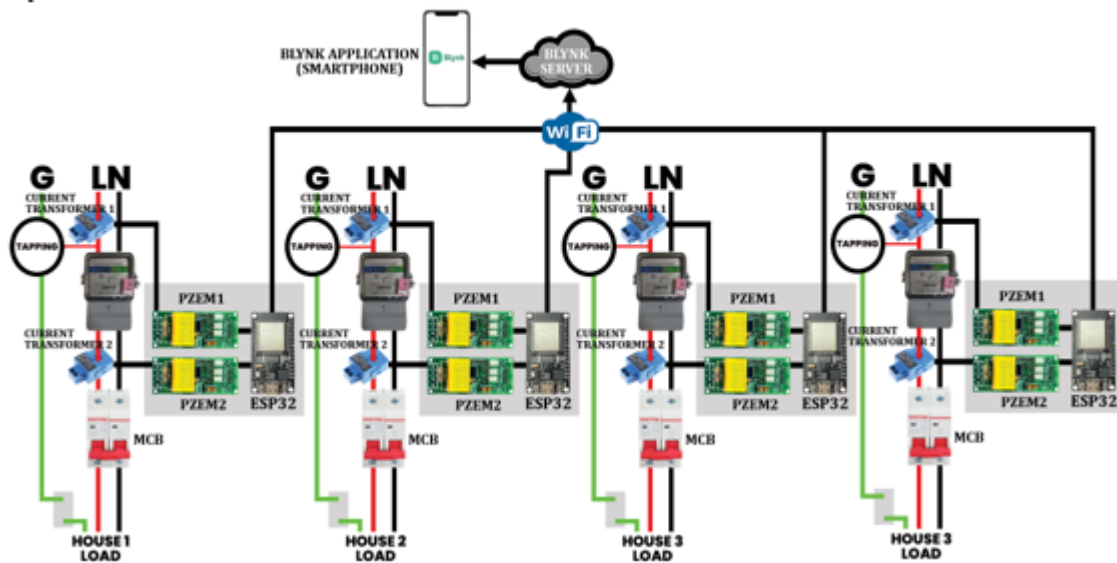 BLYNK APPLICATION
(SMARTPHONE)
Blynk
BLYNK
SERVER
Wi Fi
G
LN
CURRENT
TRANSFORMER 1
TAPPING
PZEM1
CURRENT
TRANSFORMER 2
PZEM2
ESP32
MCB
HOUSE 1
LOAD
G
LN
CURRENT
TRANSFORMER 1
TAPPING
PZEM1
CURRENT
TRANSFORMER 2
PZEM2
ESP32
MCB
HOUSE 2
LOAD
G
LN
CURRENT
TRANSFORMER 1
TAPPING
PZEM1
CURRENT
TRANSFORMER 2
PZEM2
ESP32
MCB
HOUSE 3
LOAD
G
LN
CURRENT
TRANSFORMER 1
TAPPING
PZEM1
CURRENT
TRANSFORMER 2
PZEM2
ESP32
MCB
HOUSE 3
LOAD